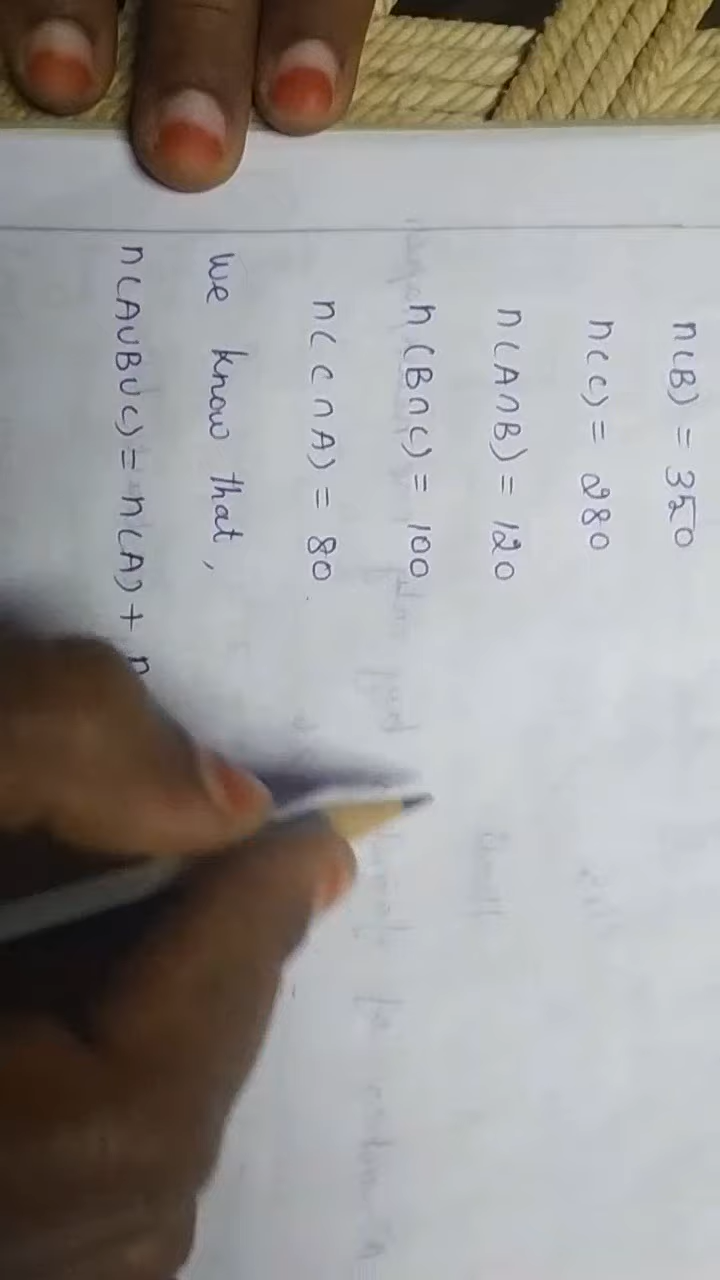 n(B) = 350
n(C) = 280
n(A∩B) = 120
n(B∩C) = 100
n(C∩A) = 80
We know that,
n(A∪B∪C) = n(A) + n